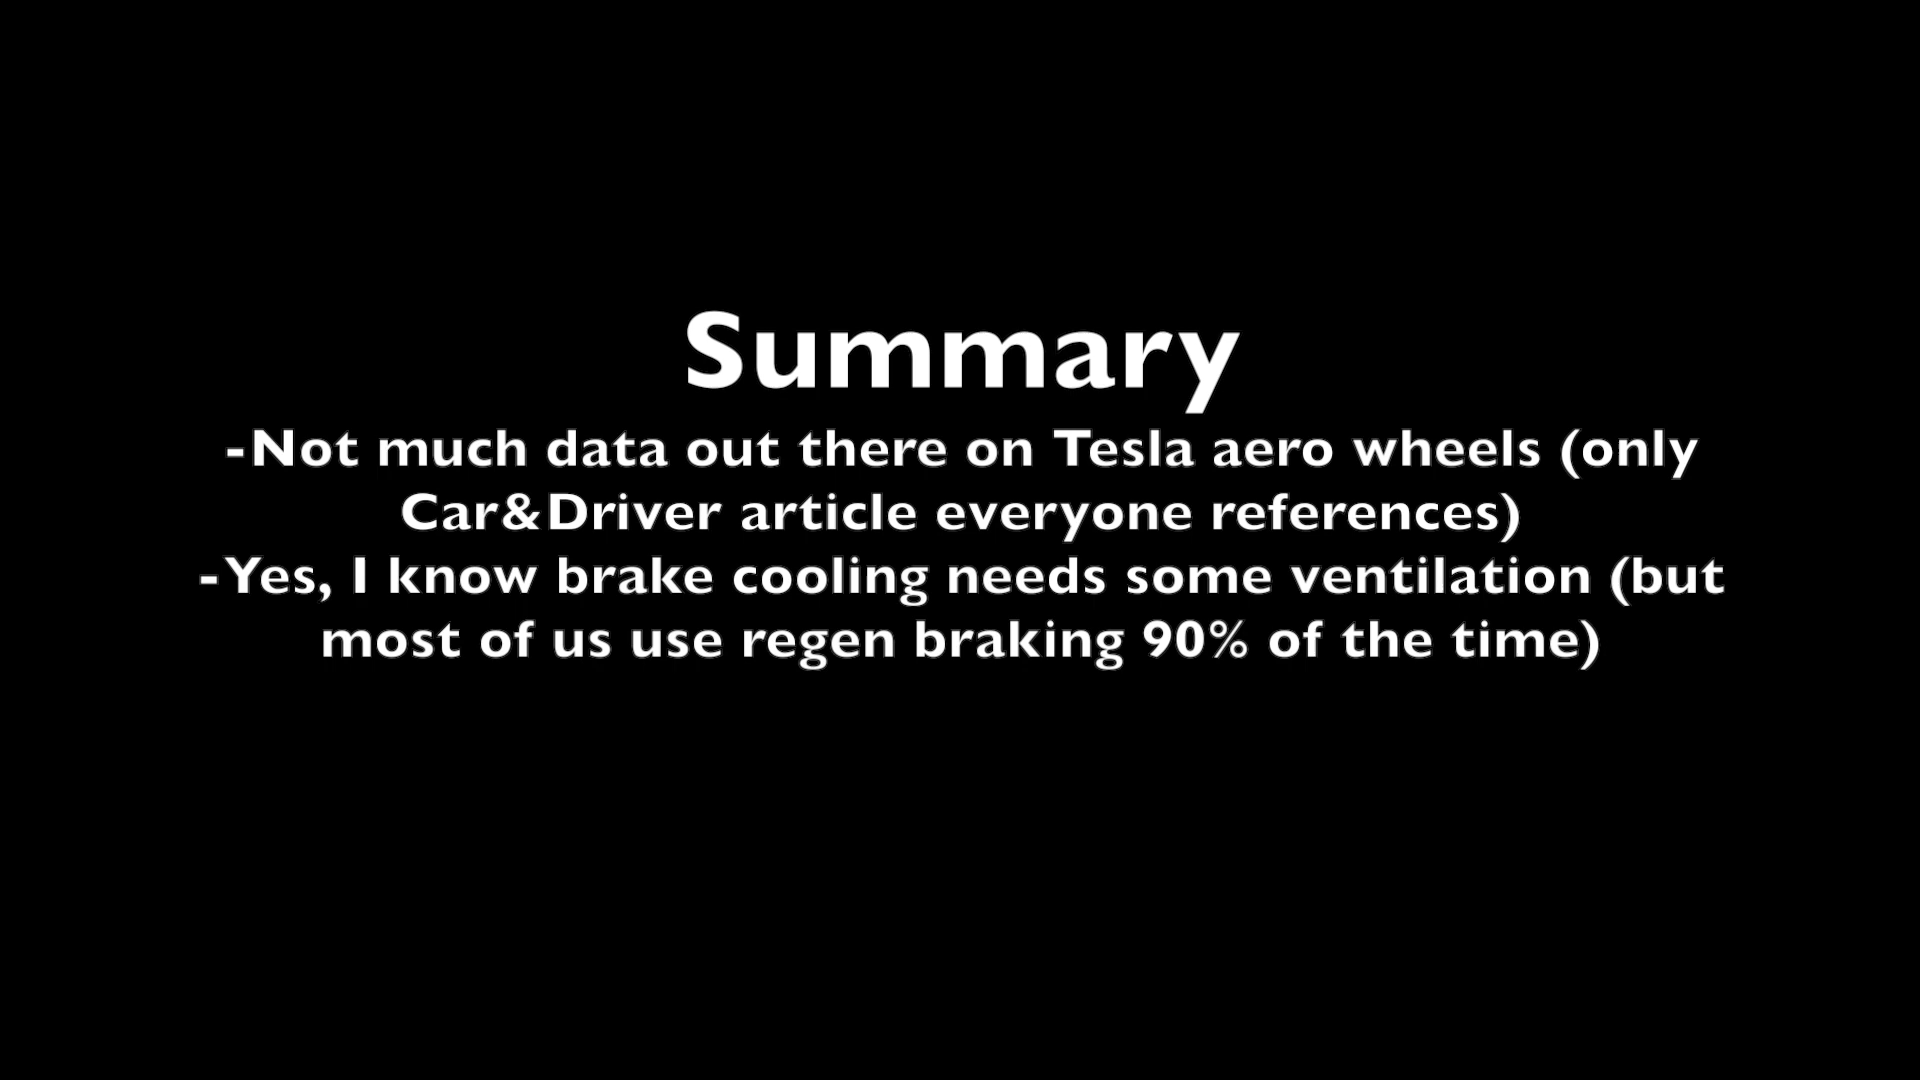 Summary
-Not much data out there on Tesla aero wheels (only
Car&Driver article everyone references)
-Yes, I know brake cooling needs some ventilation (but
most of us use regen braking 90% of the time)